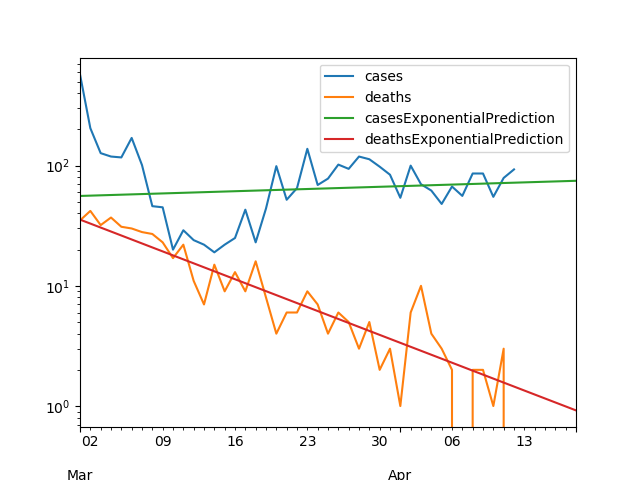 cases
deaths
casesExponentialPrediction
deathsExponentialPrediction
10²
10¹
10⁰
02 09 16 23 30 06 13
Mar Apr